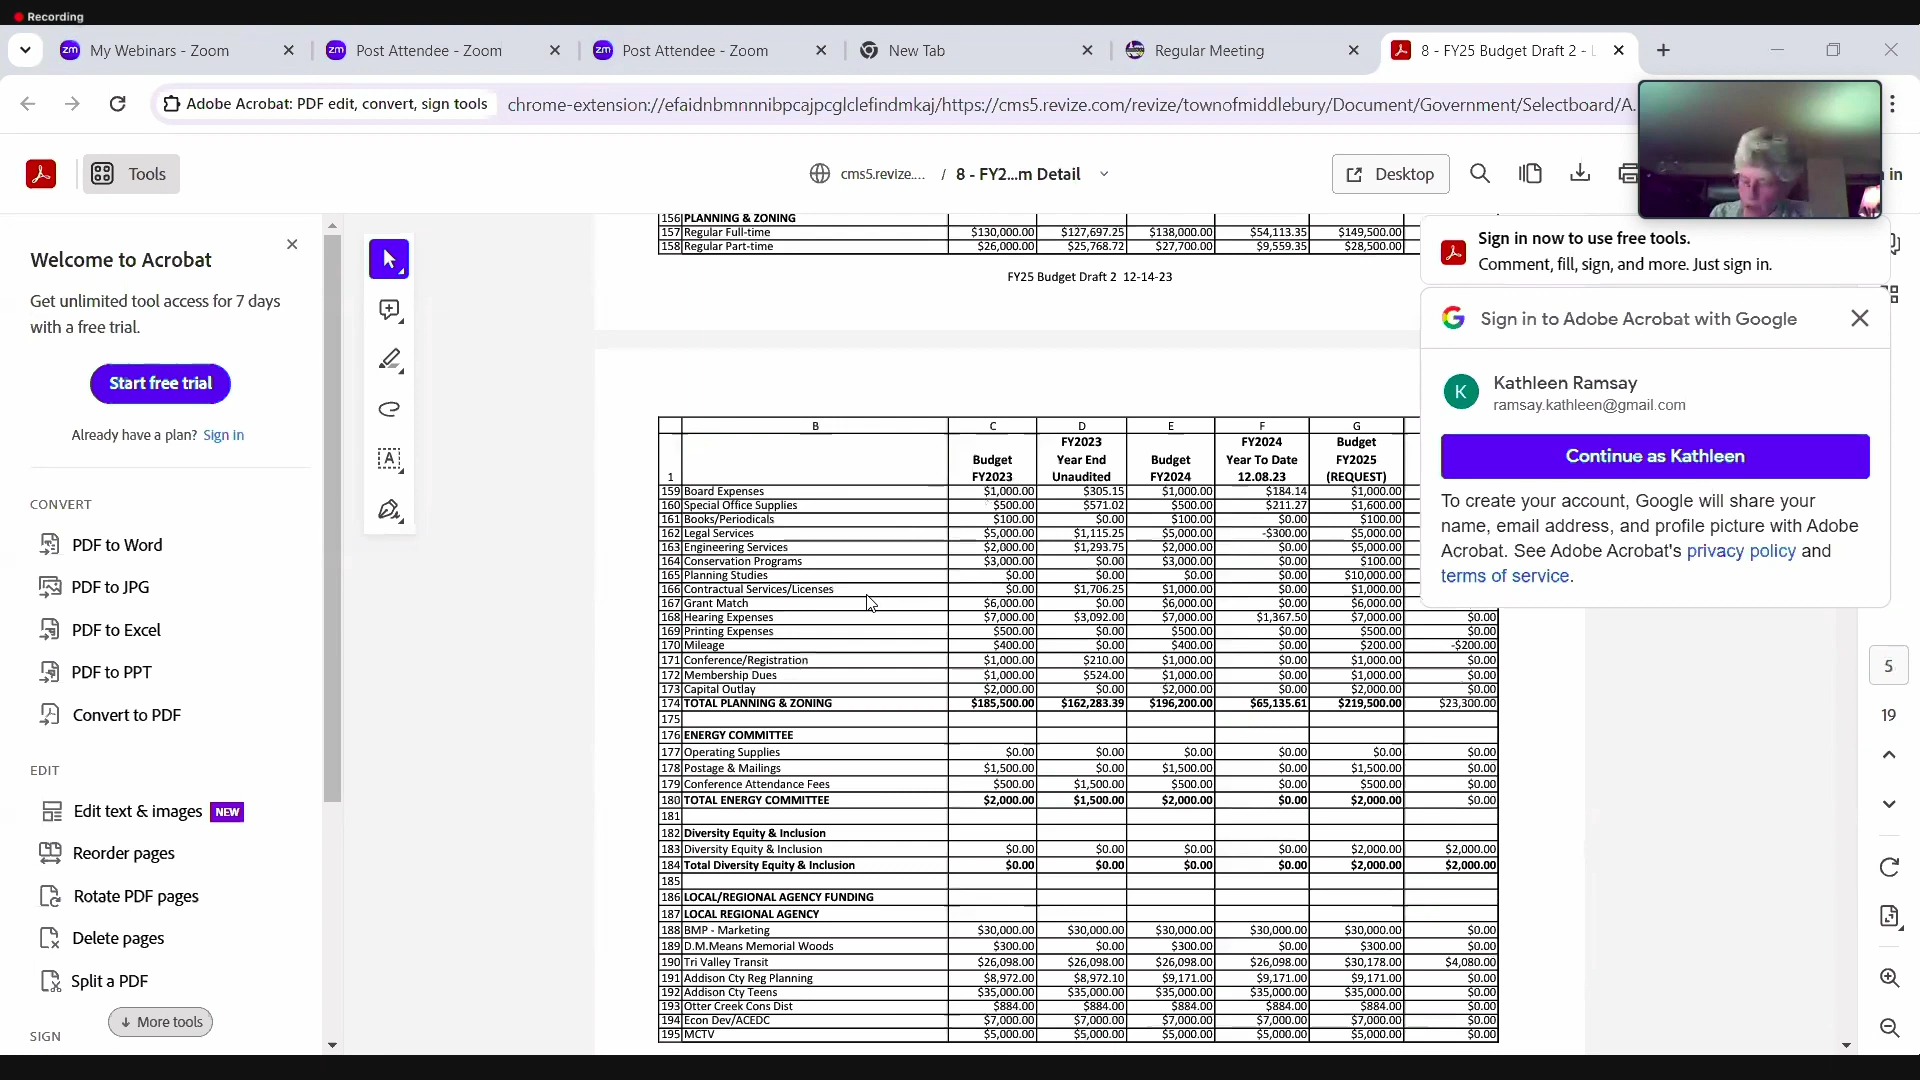 Recording
My Webinars - Zoom
Post Attendee - Zoom
Post Attendee - Zoom
New Tab
Regular Meeting
8 - FY25 Budget Draft 2 - L
Adobe Acrobat: PDF edit, convert, sign tools
chrome-extension://efaidnbmnnnibpcajpcglclefindmkaj/https://cms5.revize.com/revize/townofmiddlebury/Document/Government/Selectboard/A...
Tools
cms5.revize.... / 8 - FY2...m Detail
Desktop
in
Welcome to Acrobat
Get unlimited tool access for 7 days
with a free trial.
Start free trial
Already have a plan? Sign in
CONVERT
PDF to Word
PDF to JPG
PDF to Excel
PDF to PPT
Convert to PDF
EDIT
Edit text & images NEW
Reorder pages
Rotate PDF pages
Delete pages
Split a PDF
More tools
SIGN
156 PLANNING & ZONING
157 Regular Full-time $130,000.00 $127,697.25 $138,000.00 $54,113.35 $149,500.00
158 Regular Part-time $26,000.00 $25,768.72 $27,700.00 $9,559.35 $28,500.00
FY25 Budget Draft 2 12-14-23
B C D E F G
1 Budget FY2023 FY2023 Year End Unaudited Budget FY2024 FY2024 Year To Date 12.08.23 Budget FY2025 (REQUEST)
159 Board Expenses $1,000.00 $305.15 $1,000.00 $184.14 $1,000.00
160 Special Office Supplies $500.00 $571.02 $500.00 $211.27 $1,600.00
161 Books/Periodicals $100.00 $0.00 $100.00 $0.00 $100.00
162 Legal Services $5,000.00 $1,115.25 $5,000.00 -$300.00 $5,000.00
163 Engineering Services $2,000.00 $1,293.75 $2,000.00 $0.00 $5,000.00
164 Conservation Programs $3,000.00 $0.00 $3,000.00 $0.00 $100.00
165 Planning Studies $0.00 $0.00 $0.00 $0.00 $10,000.00
166 Contractual Services/Licenses $0.00 $1,706.25 $1,000.00 $0.00 $1,000.00
167 Grant Match $6,000.00 $0.00 $6,000.00 $0.00 $6,000.00
168 Hearing Expenses $7,000.00 $3,092.00 $7,000.00 $1,367.50 $7,000.00 $0.00
169 Printing Expenses $500.00 $0.00 $500.00 $0.00 $500.00 $0.00
170 Mileage $400.00 $0.00 $400.00 $0.00 $200.00 -$200.00
171 Conference/Registration $1,000.00 $210.00 $1,000.00 $0.00 $1,000.00 $0.00
172 Membership Dues $1,000.00 $524.00 $1,000.00 $0.00 $1,000.00 $0.00
173 Capital Outlay $2,000.00 $0.00 $2,000.00 $0.00 $2,000.00 $0.00
174 TOTAL PLANNING & ZONING $185,500.00 $162,283.39 $196,200.00 $65,135.61 $219,500.00 $23,300.00
175
176 ENERGY COMMITTEE
177 Operating Supplies $0.00 $0.00 $0.00 $0.00 $0.00 $0.00
178 Postage & Mailings $1,500.00 $0.00 $1,500.00 $0.00 $1,500.00 $0.00
179 Conference Attendance Fees $500.00 $1,500.00 $500.00 $0.00 $500.00 $0.00
180 TOTAL ENERGY COMMITTEE $2,000.00 $1,500.00 $2,000.00 $0.00 $2,000.00 $0.00
181
182 Diversity Equity & Inclusion
183 Diversity Equity & Inclusion $0.00 $0.00 $0.00 $0.00 $2,000.00 $2,000.00
184 Total Diversity Equity & Inclusion $0.00 $0.00 $0.00 $0.00 $2,000.00 $2,000.00
185
186 LOCAL/REGIONAL AGENCY FUNDING
187 LOCAL REGIONAL AGENCY
188 BMP - Marketing $30,000.00 $30,000.00 $30,000.00 $30,000.00 $30,000.00 $0.00
189 D.M.Means Memorial Woods $300.00 $0.00 $300.00 $0.00 $300.00 $0.00
190 Tri Valley Transit $26,098.00 $26,098.00 $26,098.00 $26,098.00 $30,178.00 $4,080.00
191 Addison Cty Reg Planning $8,972.00 $8,972.10 $9,171.00 $9,171.00 $9,171.00 $0.00
192 Addison Cty Teens $35,000.00 $35,000.00 $35,000.00 $35,000.00 $35,000.00 $0.00
193 Otter Creek Cons Dist $884.00 $884.00 $884.00 $884.00 $884.00 $0.00
194 Econ Dev/ACEDC $7,000.00 $7,000.00 $7,000.00 $7,000.00 $7,000.00 $0.00
195 MCTV $5,000.00 $5,000.00 $5,000.00 $5,000.00 $5,000.00 $0.00
Sign in now to use free tools.
Comment, fill, sign, and more. Just sign in.
Sign in to Adobe Acrobat with Google
K
Kathleen Ramsay
ramsay.kathleen@gmail.com
Continue as Kathleen
To create your account, Google will share your
name, email address, and profile picture with Adobe
Acrobat. See Adobe Acrobat's privacy policy and
terms of service.
5
19